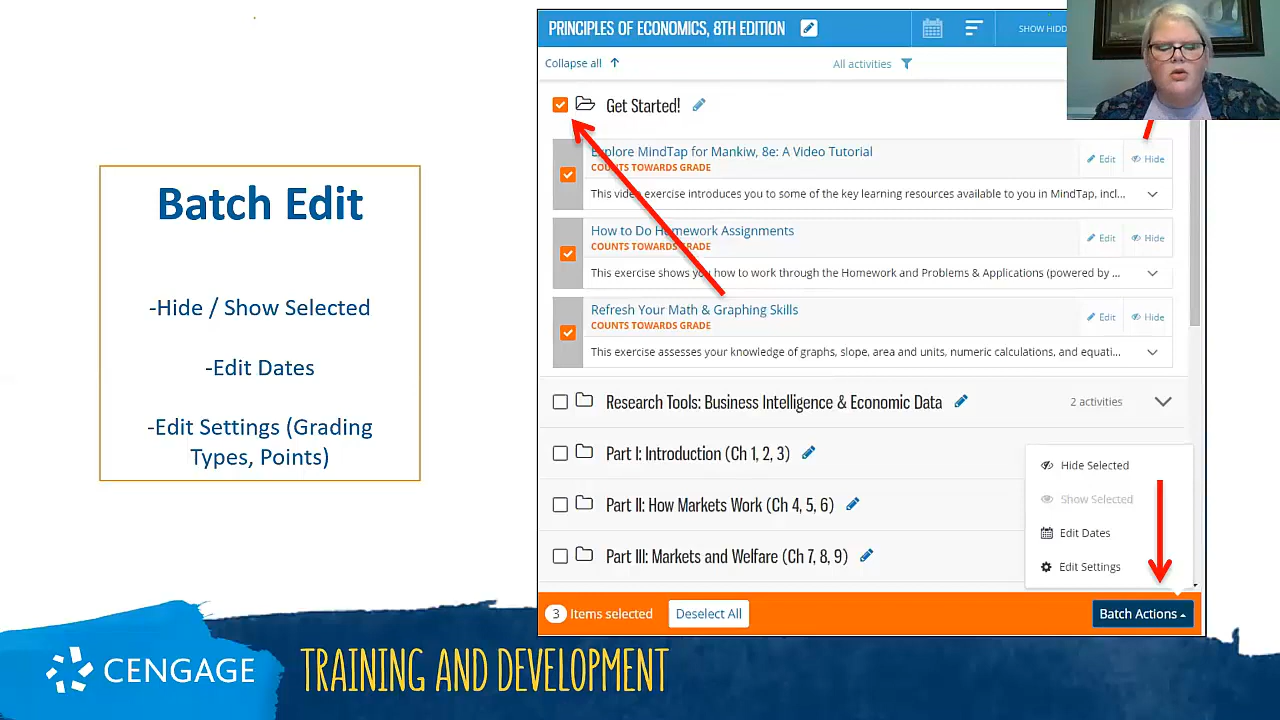 Batch Edit
-Hide / Show Selected
-Edit Dates
-Edit Settings (Grading
Types, Points)
PRINCIPLES OF ECONOMICS, 8TH EDITION
Collapse all
All activities
Get Started!
Explore MindTap for Mankiw, 8e: A Video Tutorial
COUNTS TOWARDS GRADE
Edit Hide
This video exercise introduces you to some of the key learning resources available to you in MindTap, incl...
How to Do Homework Assignments
COUNTS TOWARDS GRADE
Edit Hide
This exercise shows you how to work through the Homework and Problems & Applications (powered by ...
Refresh Your Math & Graphing Skills
COUNTS TOWARDS GRADE
Edit Hide
This exercise assesses your knowledge of graphs, slope, area and units, numeric calculations, and equati...
Research Tools: Business Intelligence & Economic Data
2 activities
Part I: Introduction (Ch 1, 2, 3)
Part II: How Markets Work (Ch 4, 5, 6)
Part III: Markets and Welfare (Ch 7, 8, 9)
Hide Selected
Show Selected
Edit Dates
Edit Settings
3 Items selected
Deselect All
Batch Actions
SHOW HIDD
CENGAGE
TRAINING AND DEVELOPMENT